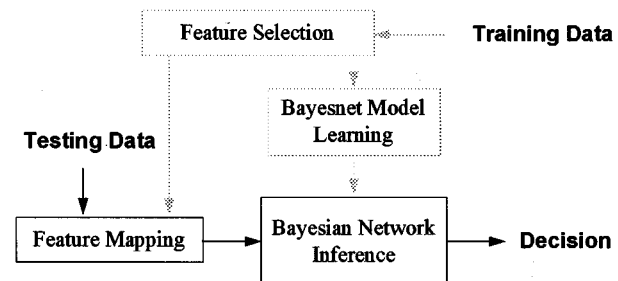 Feature Selection
Training Data
Bayesnet Model
Learning
Testing Data
Feature Mapping
Bayesian Network
Inference
Decision